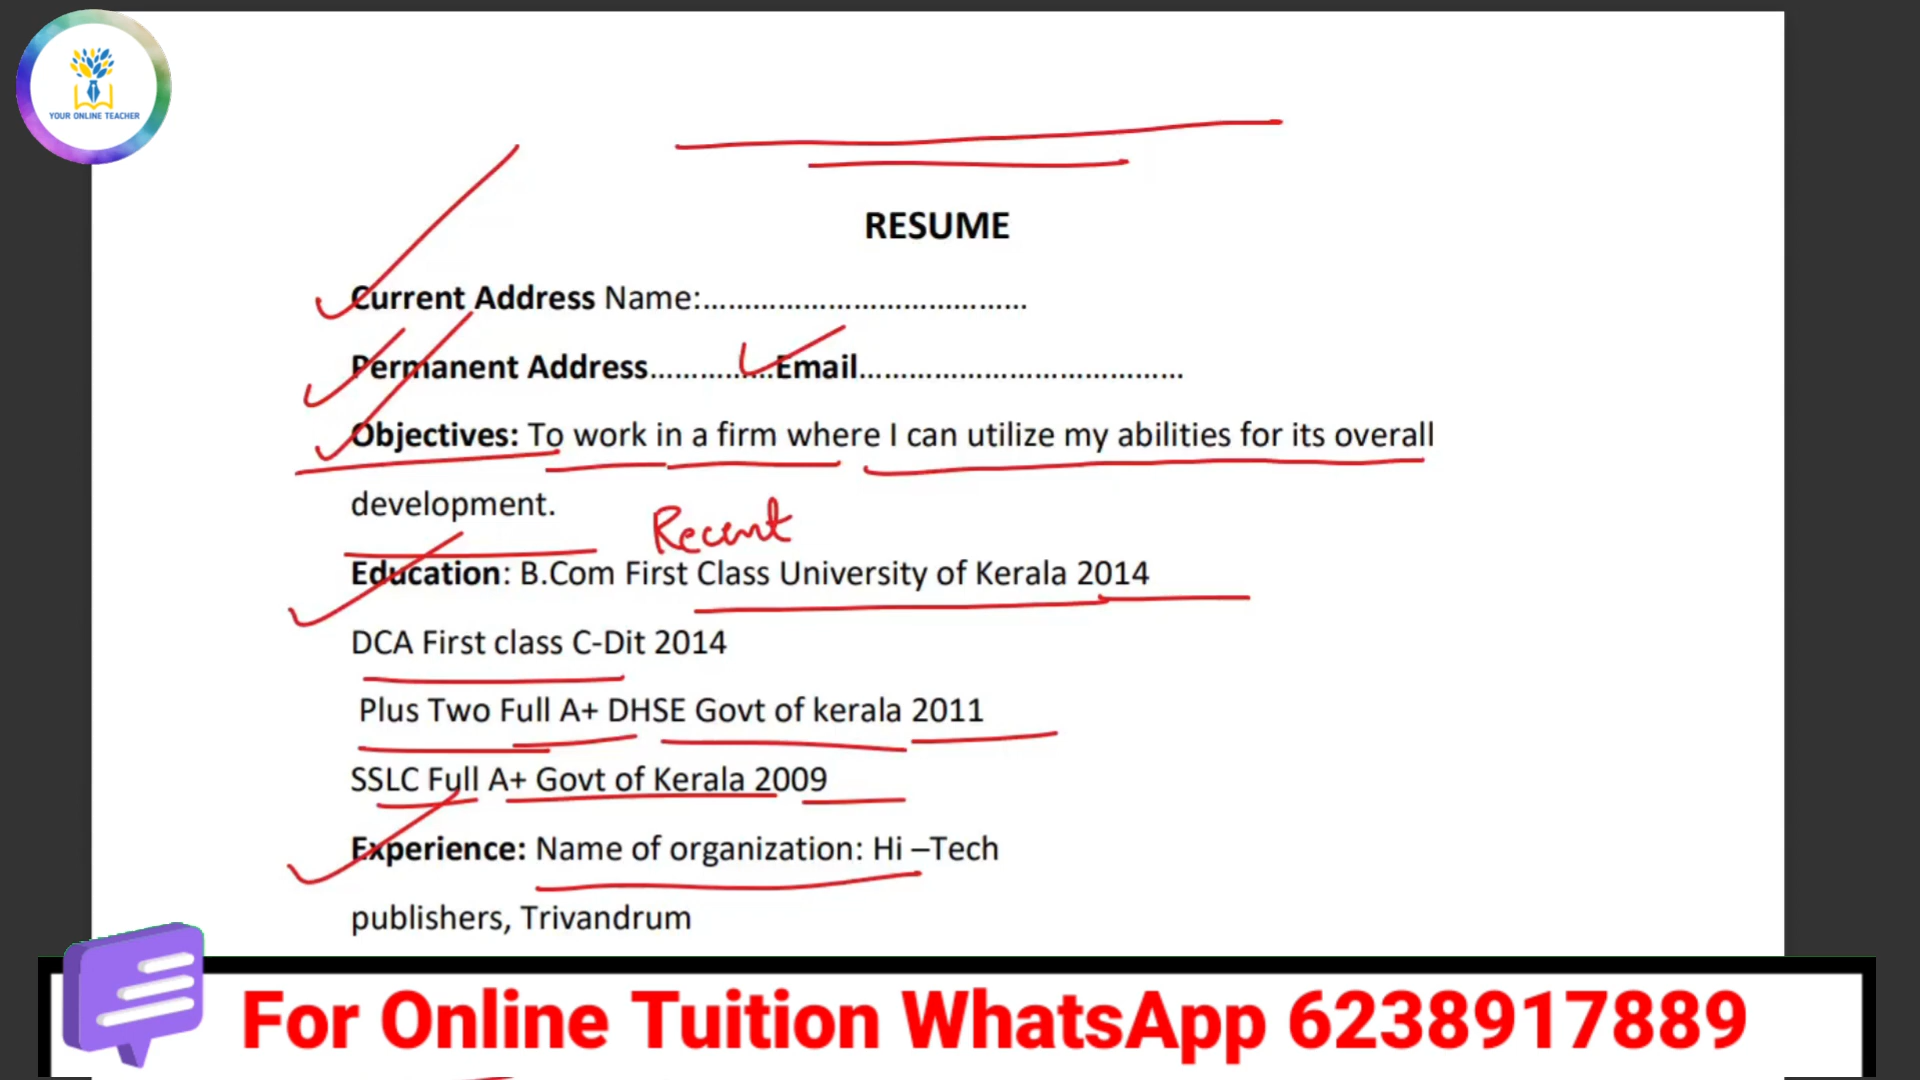 YOUR ONLINE TEACHER
RESUME
Current Address Name:.......................................
Permanent Address...............Email.......................................
Objectives: To work in a firm where I can utilize my abilities for its overall
development.
Recent
Education: B.Com First Class University of Kerala 2014
DCA First class C-Dit 2014
Plus Two Full A+ DHSE Govt of kerala 2011
SSLC Full A+ Govt of Kerala 2009
Experience: Name of organization: Hi –Tech
publishers, Trivandrum
For Online Tuition WhatsApp 6238917889